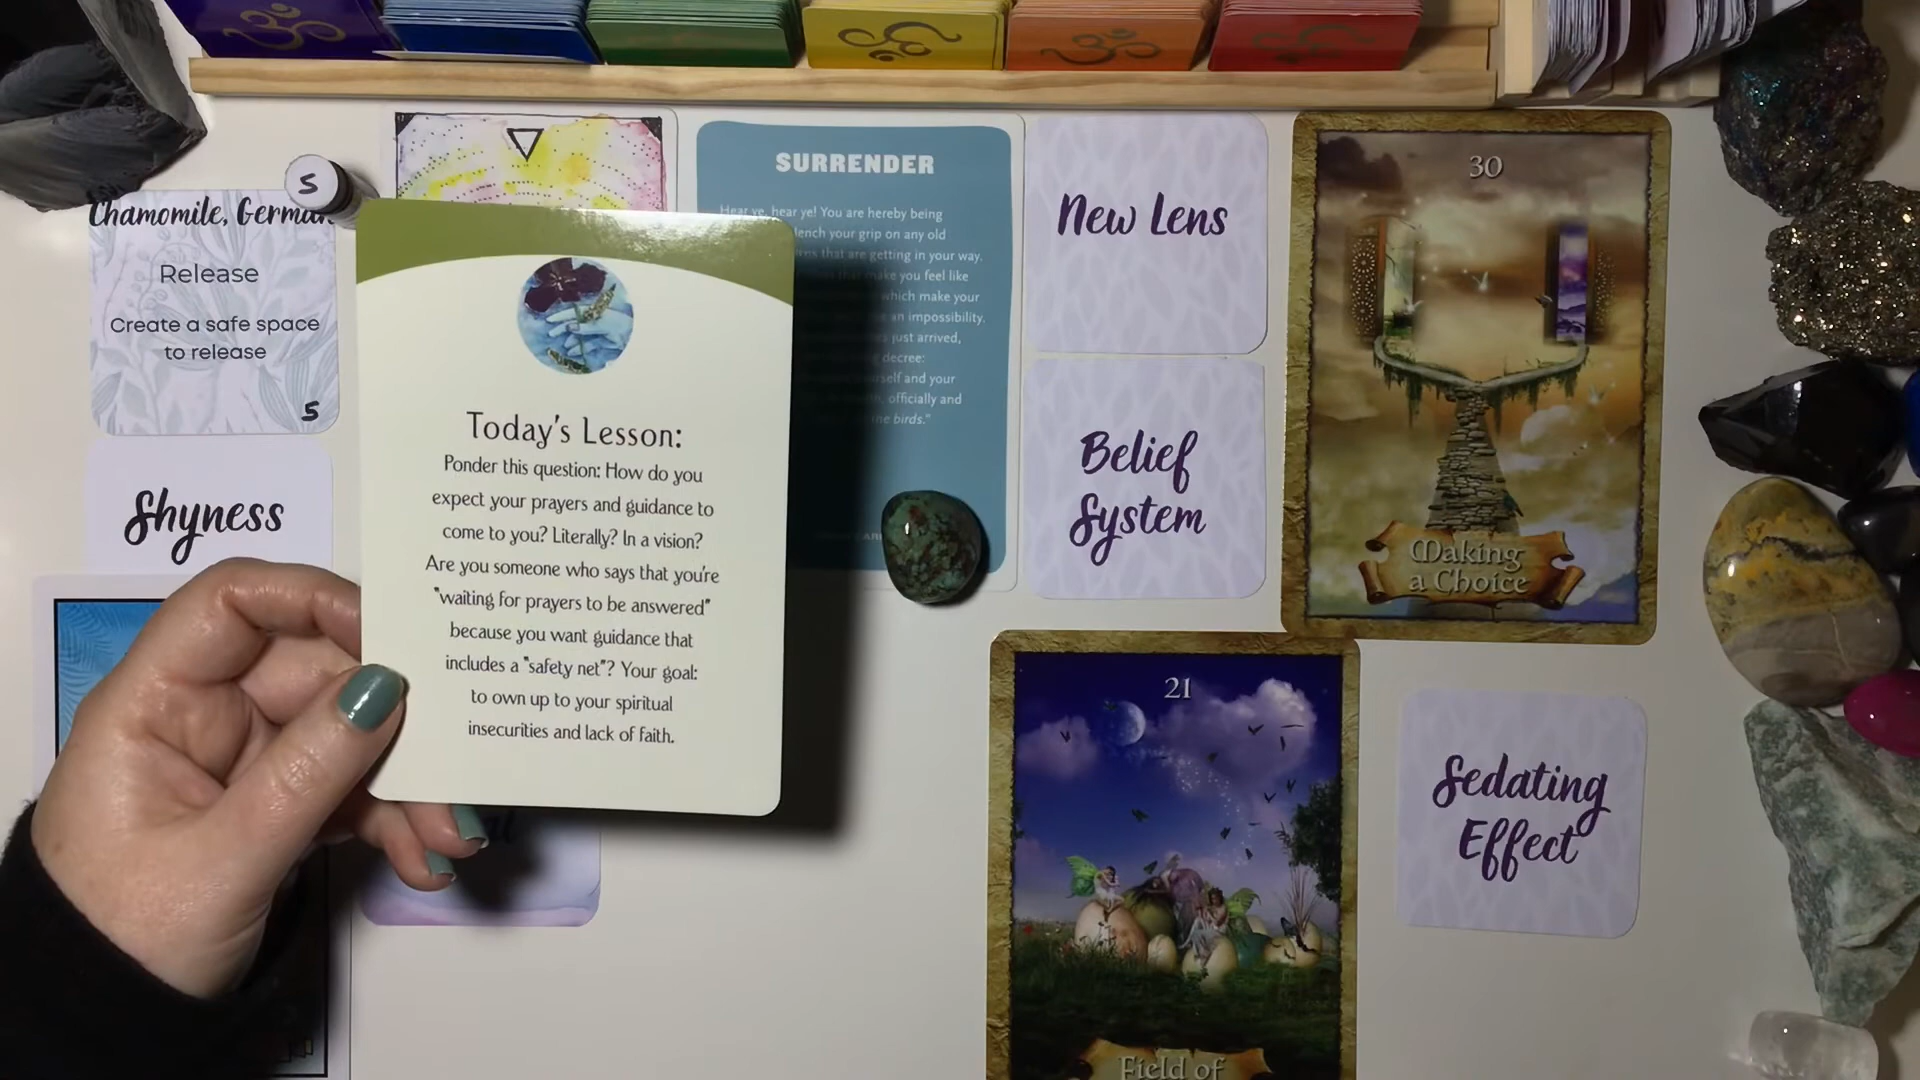 S
Chamomile, German
Release
Create a safe space
to release
S
Shyness
Today's Lesson:
Ponder this question: How do you
expect your prayers and guidance to
come to you? Literally? In a vision?
Are you someone who says that you're
"waiting for prayers to be answered"
because you want guidance that
includes a "safety net"? Your goal:
to own up to your spiritual
insecurities and lack of faith.
SURRENDER
Hear ye, hear ye! You are hereby being
your grip on any old
that are getting in your way.
make you feel like
which make your
an impossibility.
just arrived,
decree:
and your
officially and
the birds."
New Lens
Belief
System
30
Making
a Choice
21
Field of
Sedating
Effect